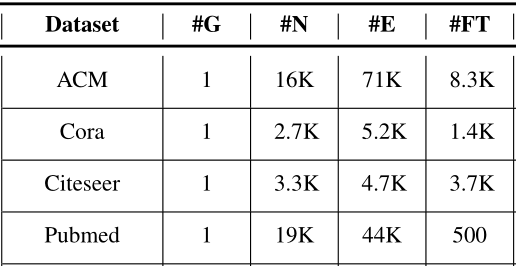 Dataset #G #N #E #FT
ACM 1 16K 71K 8.3K
Cora 1 2.7K 5.2K 1.4K
Citeseer 1 3.3K 4.7K 3.7K
Pubmed 1 19K 44K 500